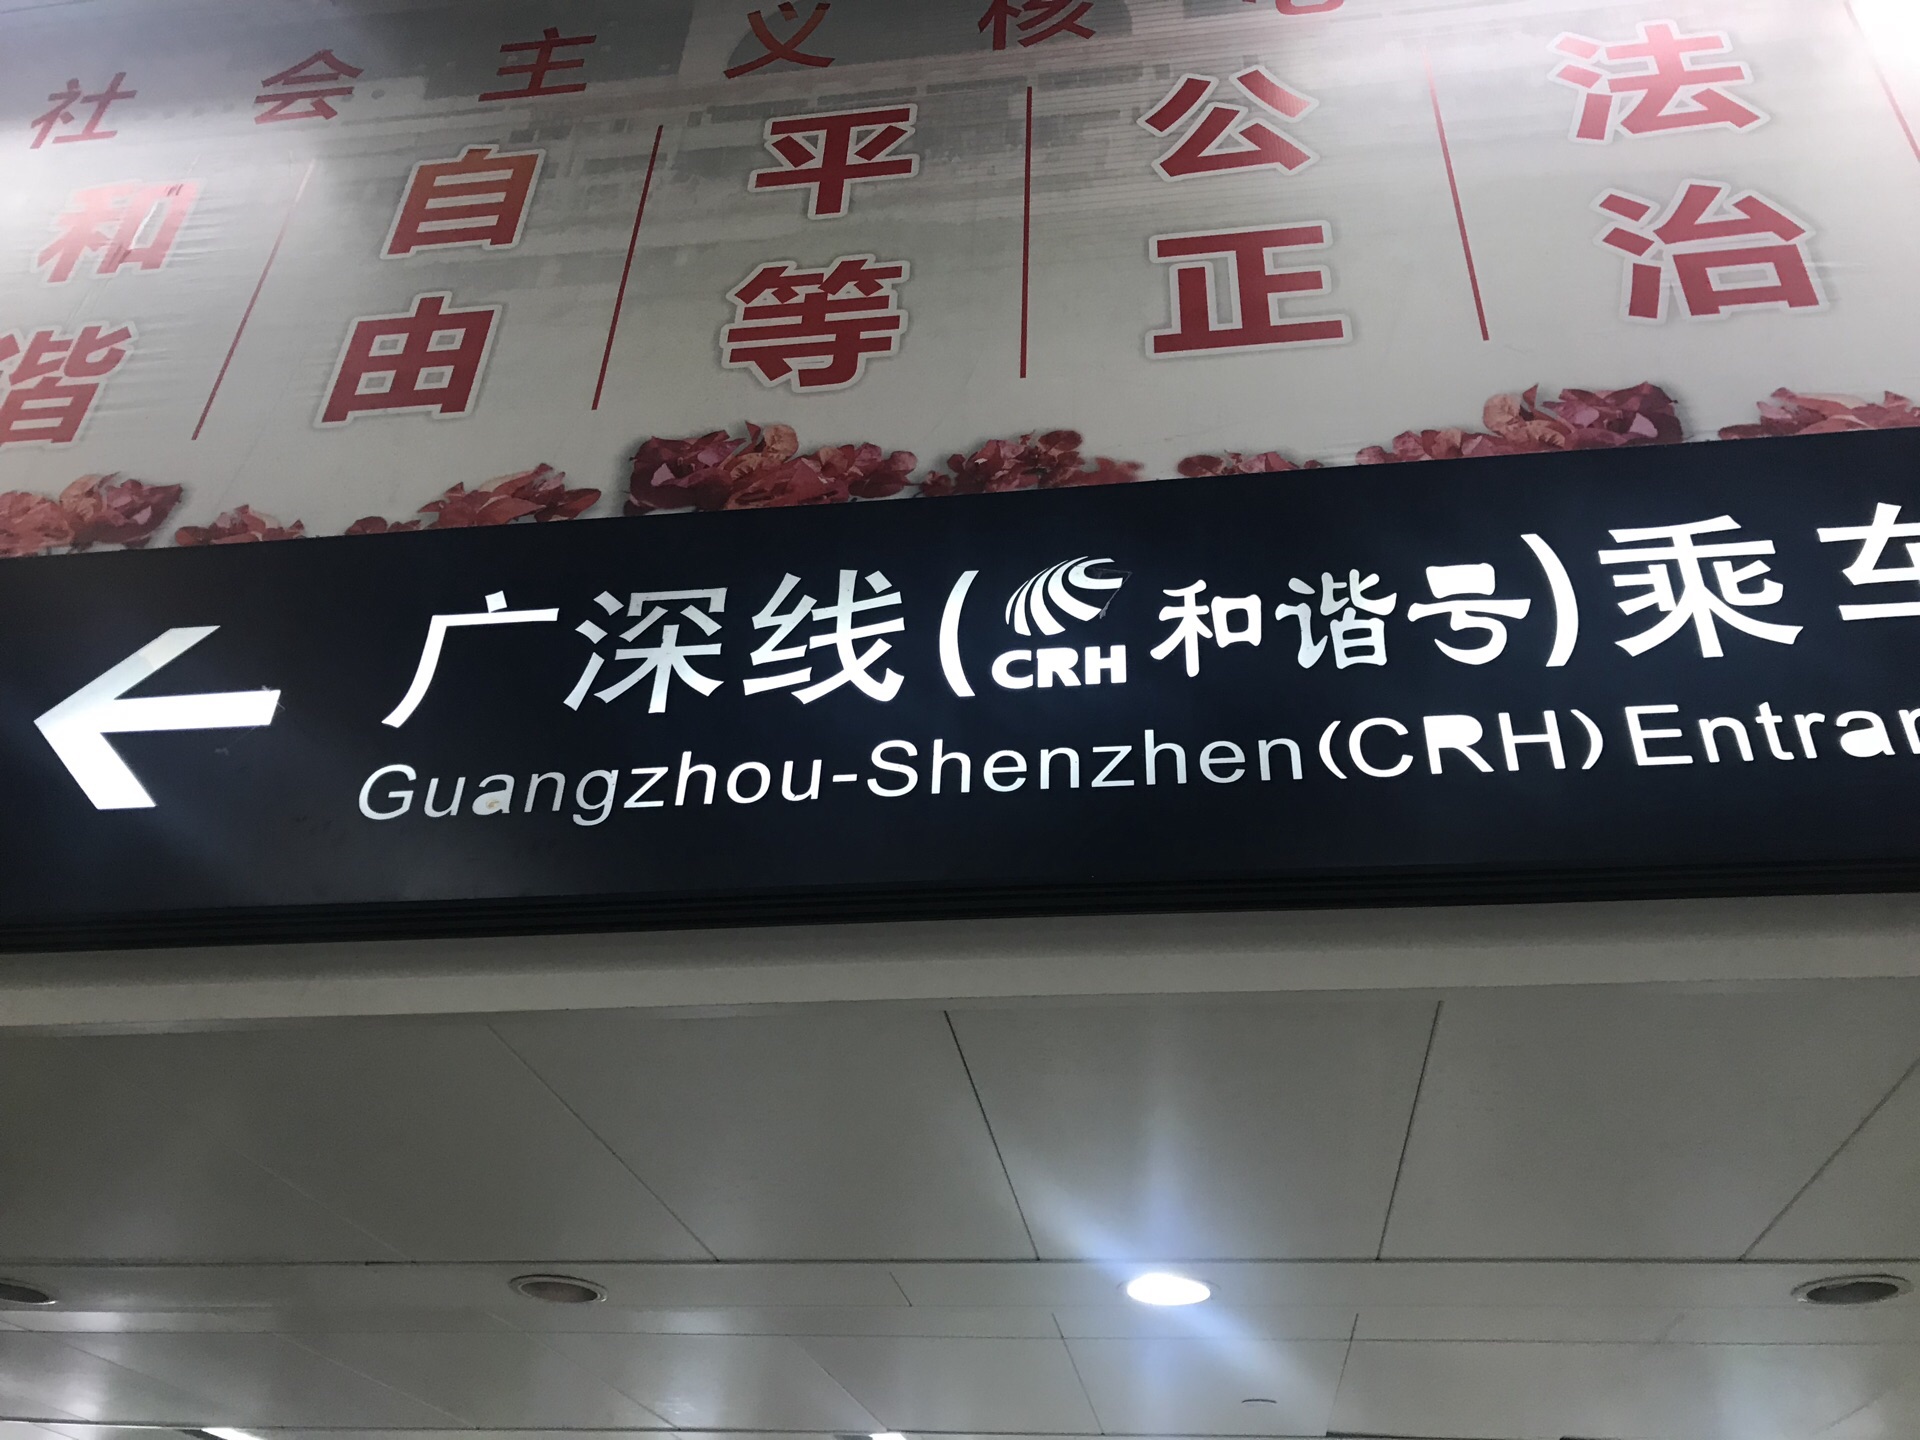 社会主义核心
和谐 自由 平等 公正 法治
广深线(CRH和谐号)乘车
Guangzhou-Shenzhen(CRH)Entran